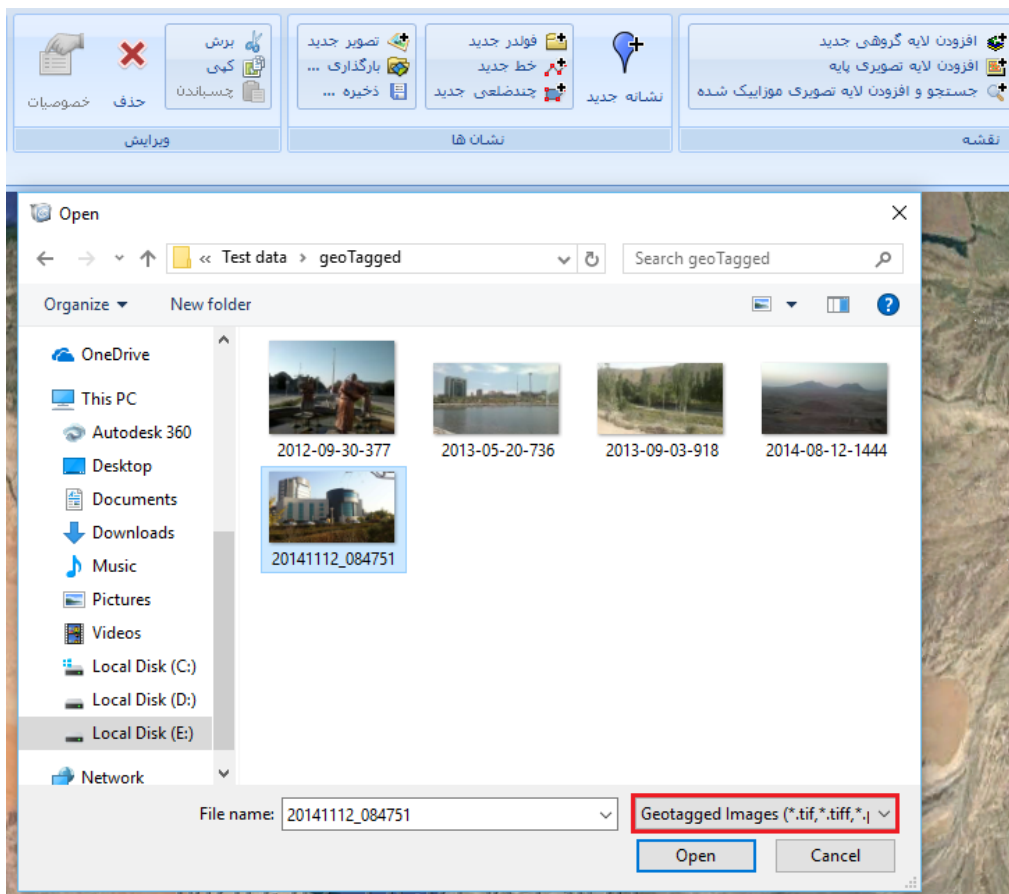 افزودن لایه گروهی جدید
افزودن لایه تصویری پایه
جستجو و افزودن لایه تصویری موزاییک شده
نقشه
نشانه جدید
فولدر جدید
خط جدید
چندضلعی جدید
تصویر جدید
بارگذاری ...
ذخیره ...
نشان ها
برش
کپی
چسباندن
حذف
خصوصیات
ویرایش
Open
« Test data › geoTagged
Search geoTagged
Organize
New folder
OneDrive
This PC
Autodesk 360
Desktop
Documents
Downloads
Music
Pictures
Videos
Local Disk (C:)
Local Disk (D:)
Local Disk (E:)
Network
2012-09-30-377
2013-05-20-736
2013-09-03-918
2014-08-12-1444
20141112_084751
File name: 20141112_084751
Geotagged Images (*.tif,*.tiff,*.
Open
Cancel